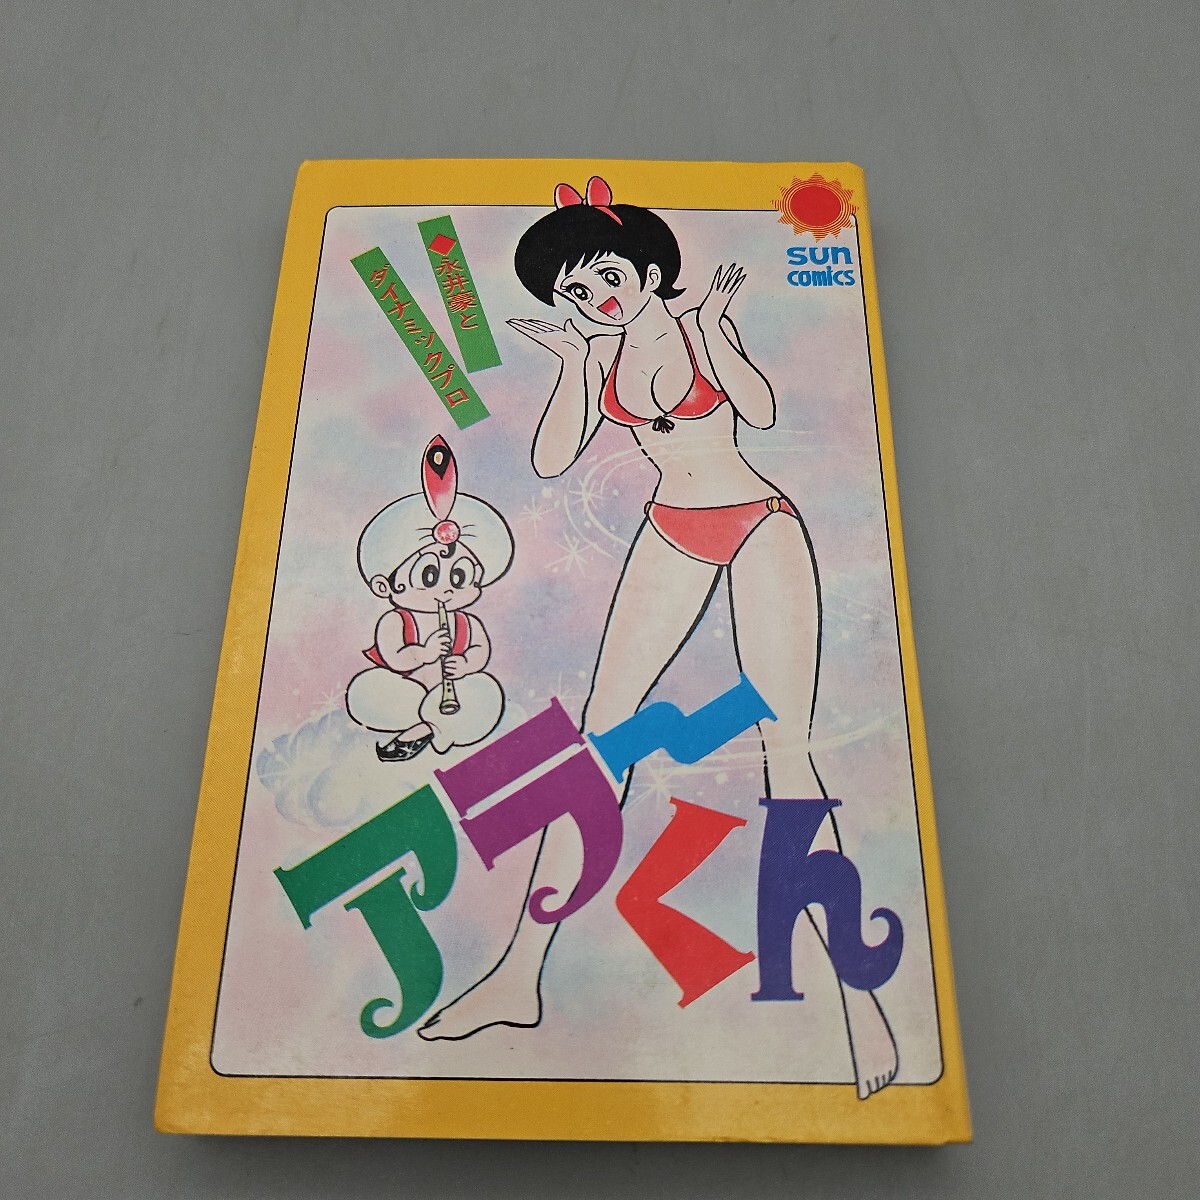 ◆永井豪と
ダイナミックプロ
sun
comics
アラーくん